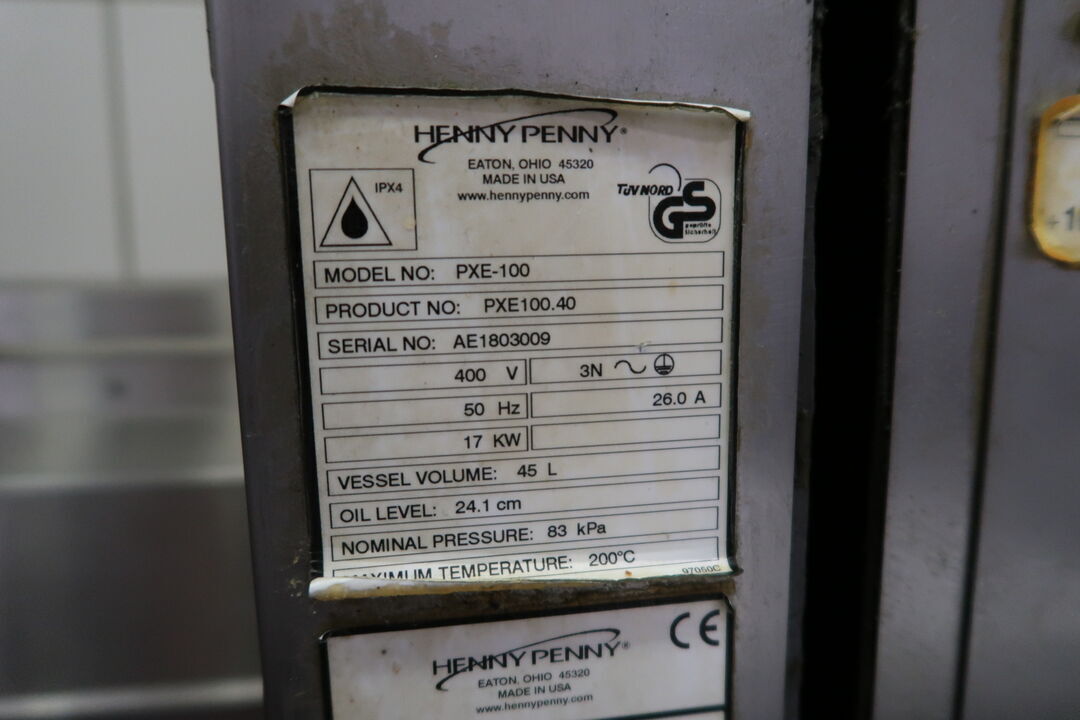 HENNY PENNY®
EATON, OHIO 45320
MADE IN USA
www.hennypenny.com
IPX4
TÜV NORD
GS
geprüfte
Sicherheit
MODEL NO: PXE-100
PRODUCT NO: PXE100.40
SERIAL NO: AE1803009
400 V 3N
50 Hz 26.0 A
17 KW
VESSEL VOLUME: 45 L
OIL LEVEL: 24.1 cm
NOMINAL PRESSURE: 83 kPa
MAXIMUM TEMPERATURE: 200°C
CE
HENNY PENNY®
EATON, OHIO 45320
MADE IN USA
www.hennypenny.com